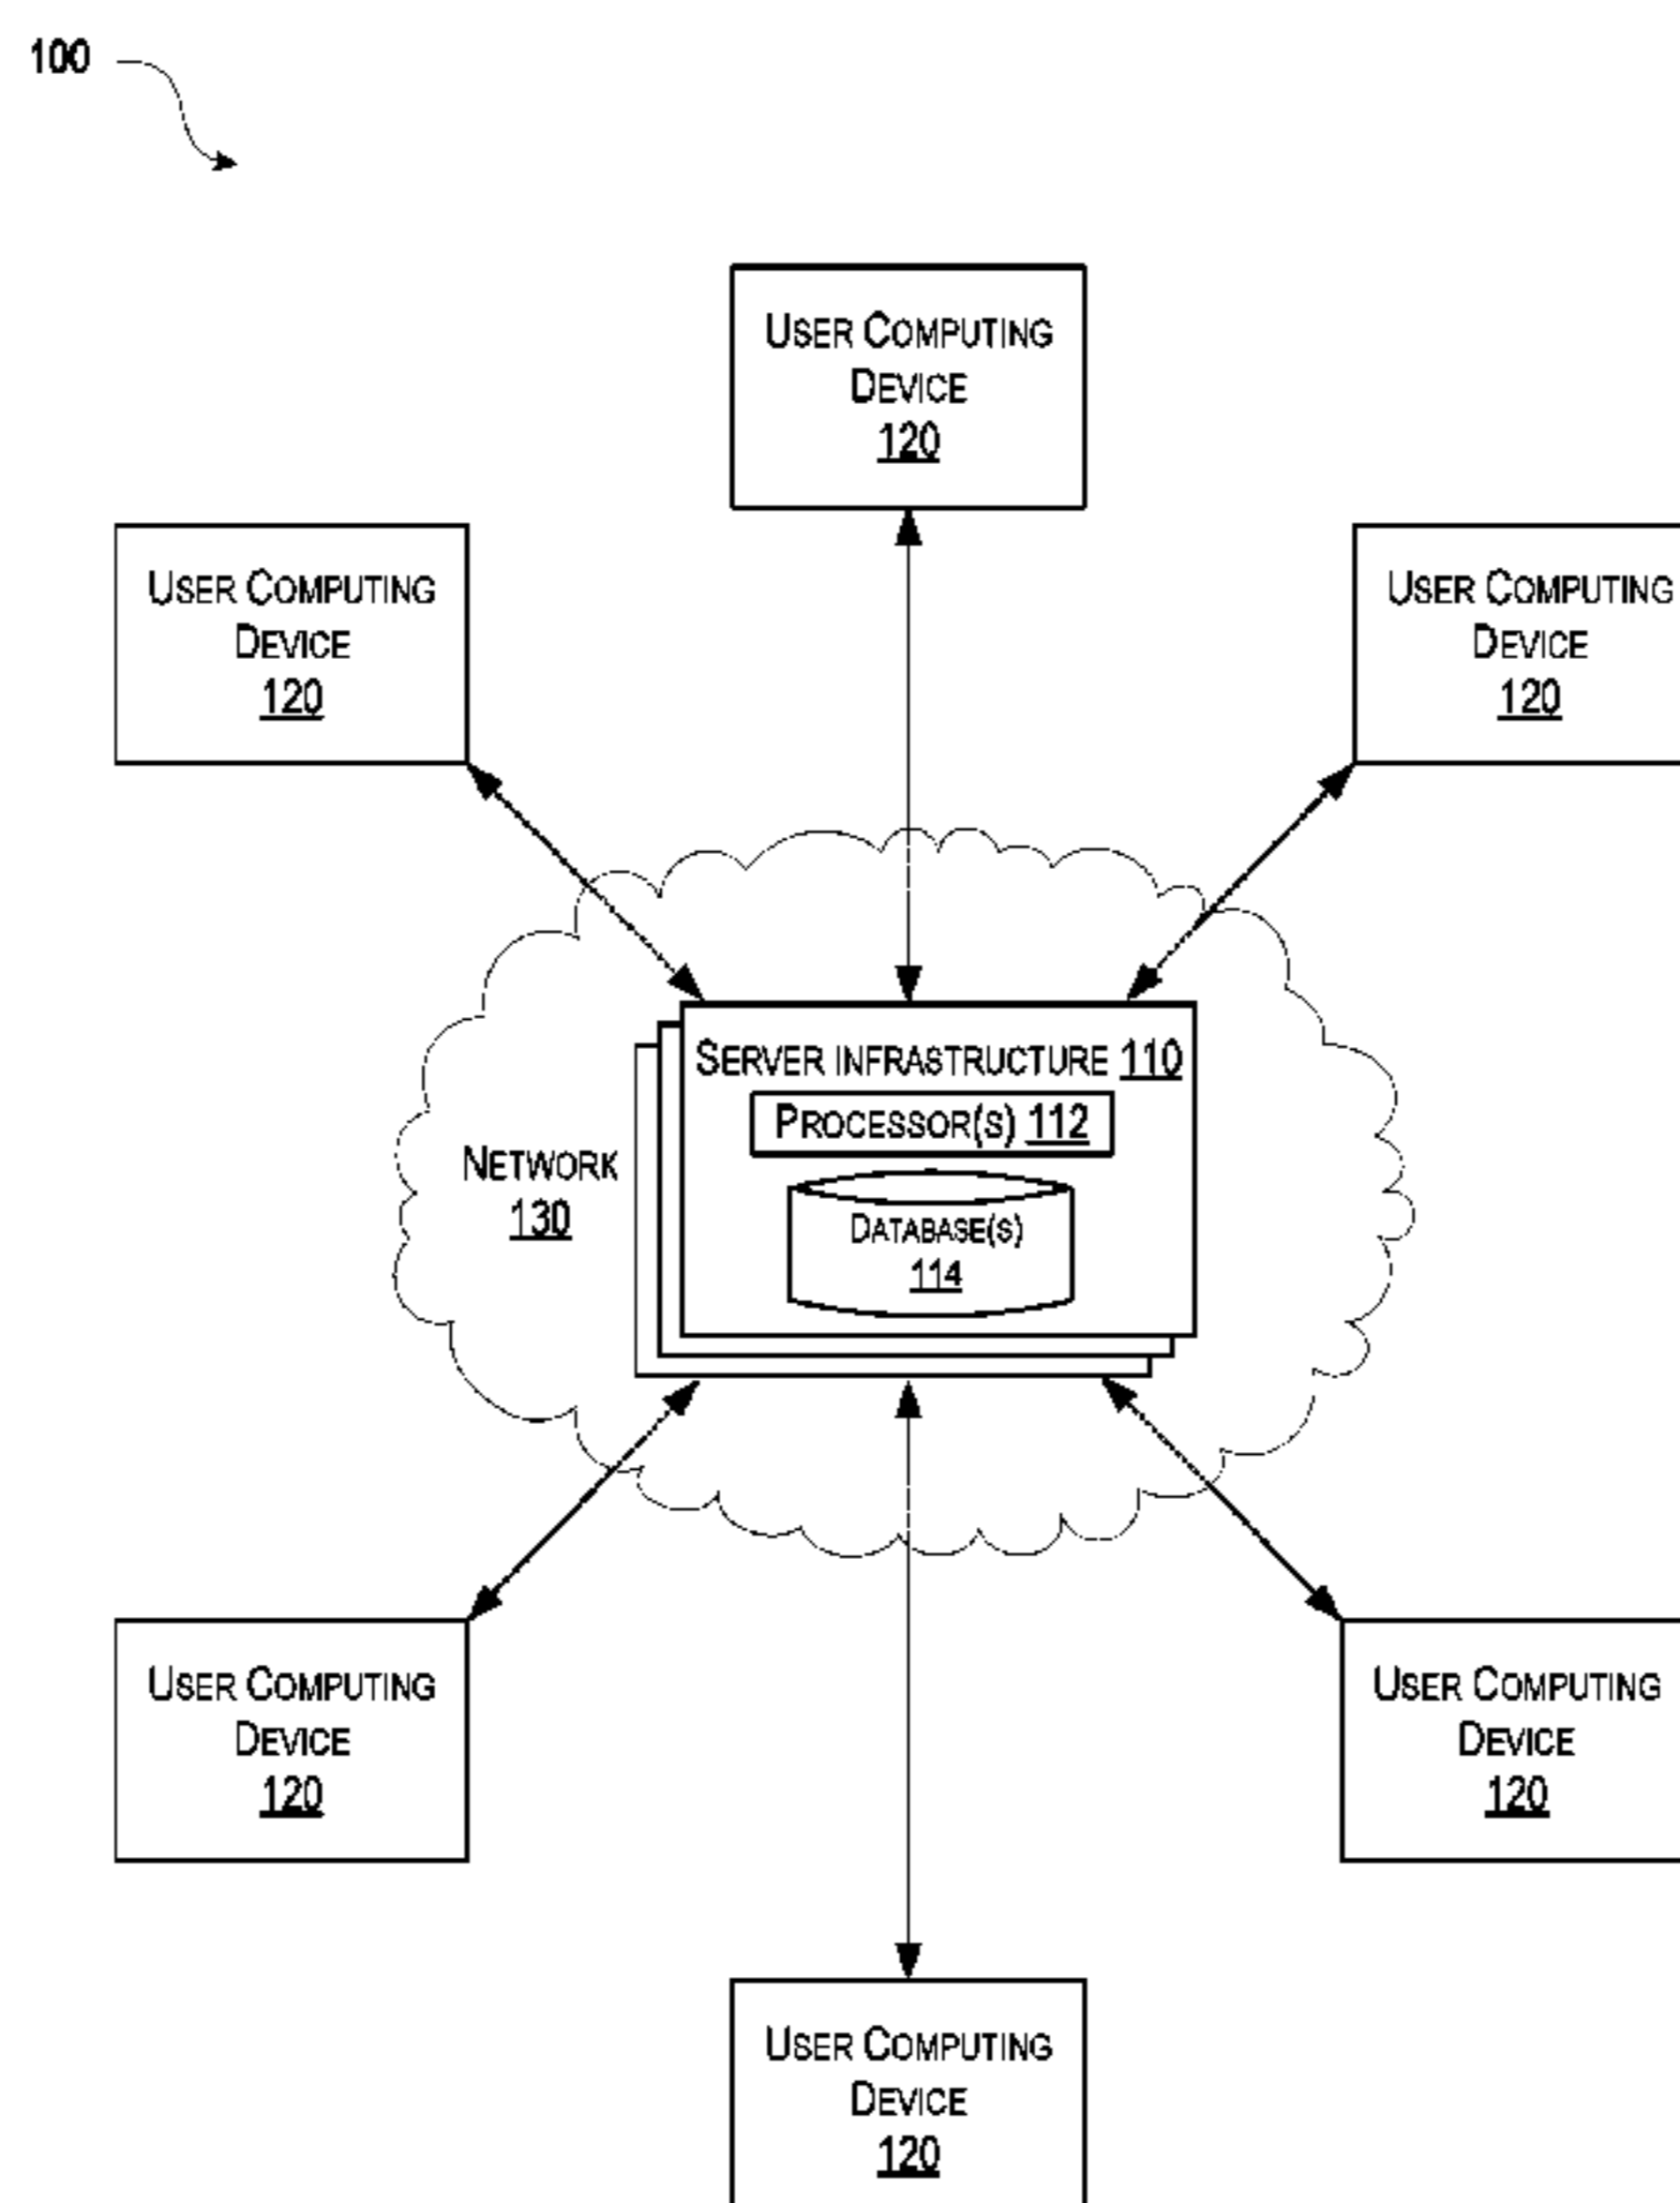 100
USER COMPUTING
DEVICE
120
USER COMPUTING
DEVICE
120
USER COMPUTING
DEVICE
120
SERVER INFRASTRUCTURE 110
PROCESSOR(S) 112
NETWORK
130
DATABASE(S)
114
USER COMPUTING
DEVICE
120
USER COMPUTING
DEVICE
120
USER COMPUTING
DEVICE
120